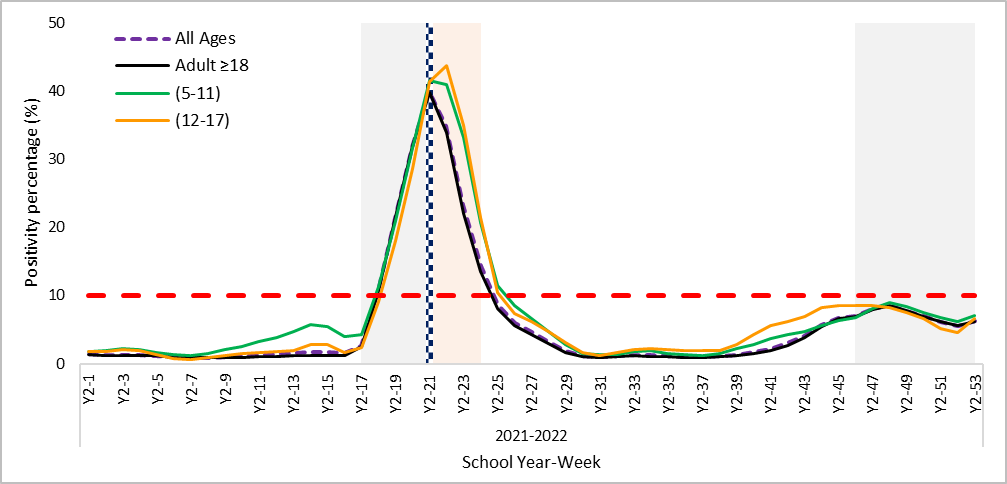 50
40
30
20
10
0
Positivity percentage (%)
All Ages
Adult ≥18
(5-11)
(12-17)
Y2-1
Y2-3
Y2-5
Y2-7
Y2-9
Y2-11
Y2-13
Y2-15
Y2-17
Y2-19
Y2-21
Y2-23
Y2-25
Y2-27
Y2-29
Y2-31
Y2-33
Y2-35
Y2-37
Y2-39
Y2-41
Y2-43
Y2-45
Y2-47
Y2-49
Y2-51
Y2-53
2021-2022
School Year-Week